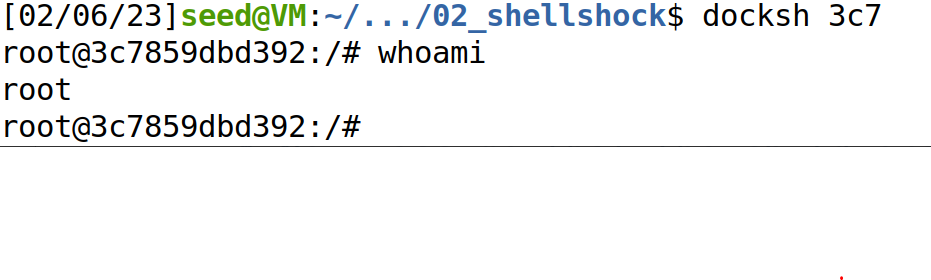 [02/06/23]seed@VM:~/.../02_shellshock$ docksh 3c7
root@3c7859dbd392:/# whoami
root
root@3c7859dbd392:/#